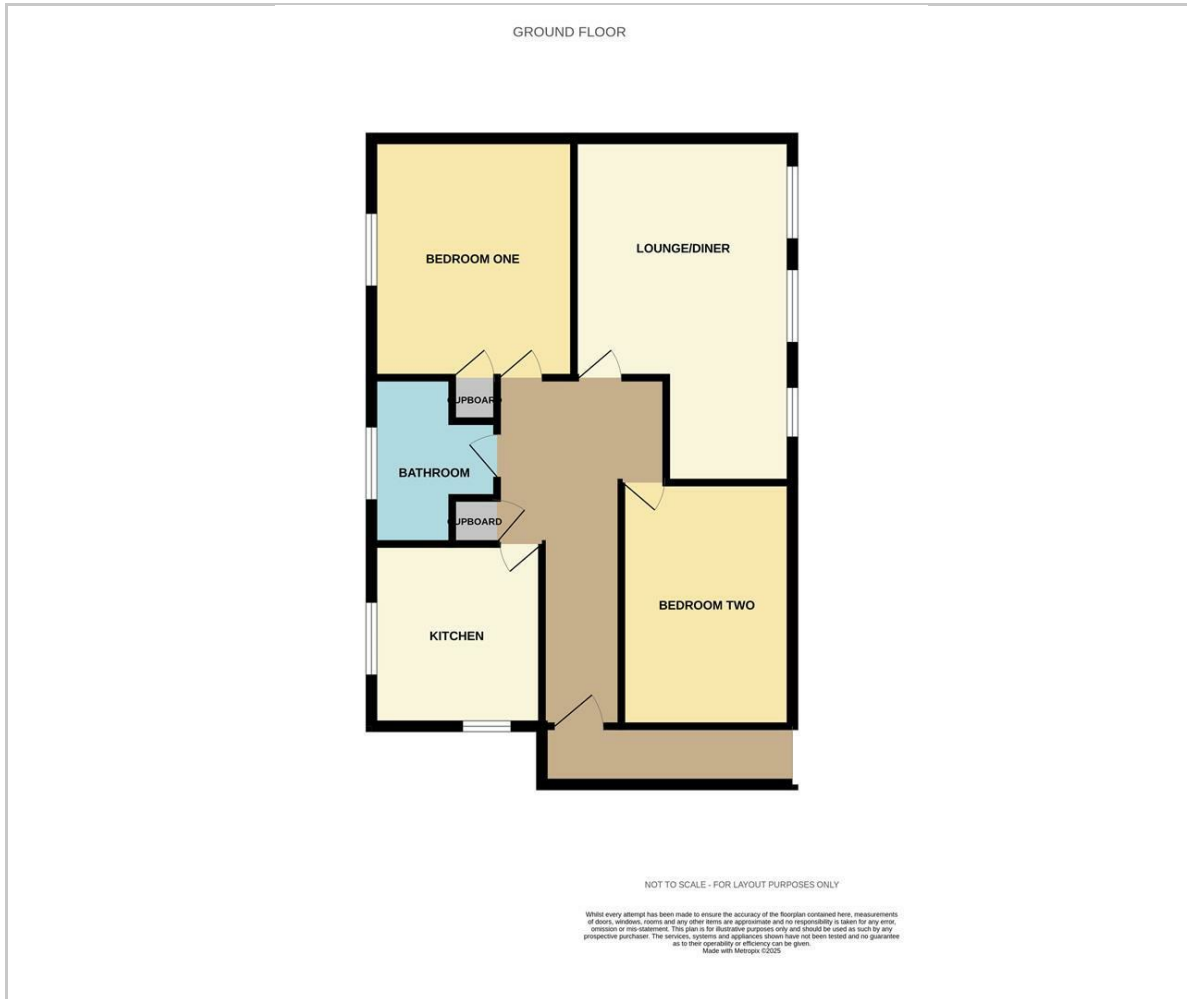 GROUND FLOOR
BEDROOM ONE
LOUNGE/DINER
CUPBOARD
BATHROOM
CUPBOARD
KITCHEN
BEDROOM TWO
NOT TO SCALE - FOR LAYOUT PURPOSES ONLY
Whilst every attempt has been made to ensure the accuracy of the floorplan contained here, measurements
of doors, windows, rooms and any other items are approximate and no responsibility is taken for any error,
omission or mis-statement. This plan is for illustrative purposes only and should be used as such by any
prospective purchaser. The services, systems and appliances shown have not been tested and no guarantee
as to their operability or efficiency can be given.
Made with Metropix ©2025